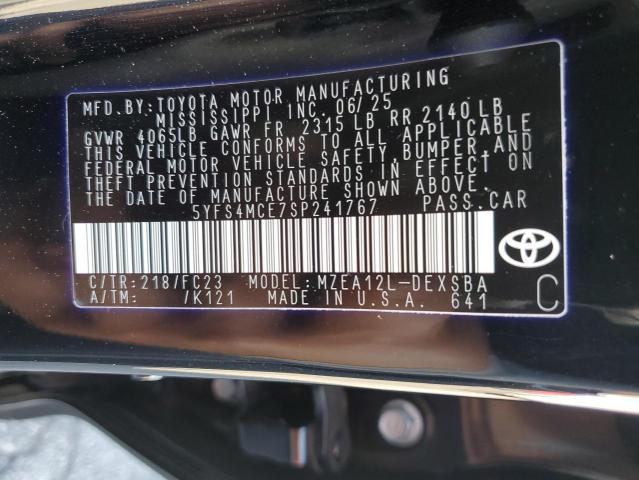 MFD.BY:TOYOTA MOTOR MANUFACTURING
MISSISSIPPI INC. 06/25
GVWR 4065LB GAWR FR 2315 LB RR 2140 LB
THIS VEHICLE CONFORMS TO ALL APPLICABLE
FEDERAL MOTOR VEHICLE SAFETY, BUMPER, AND
THEFT PREVENTION STANDARDS IN EFFECT ON
THE DATE OF MANUFACTURE SHOWN ABOVE.
5YFS4MCE7SP241767 PASS.CAR
C/TR:218/FC23 MODEL:MZEA12L-DEXSBA
A/TM: /K121 MADE IN U.S.A. 641
C